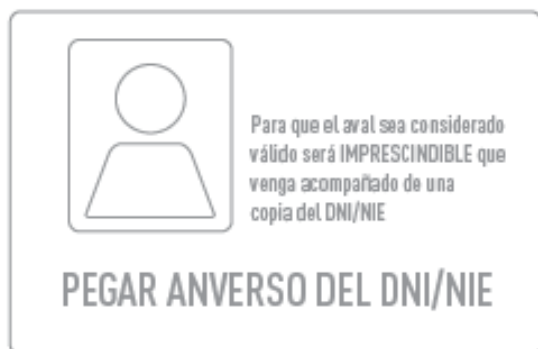 Para que el aval sea considerado
válido será IMPRESCINDIBLE que
venga acompañado de una
copia del DNI/NIE
PEGAR ANVERSO DEL DNI/NIE